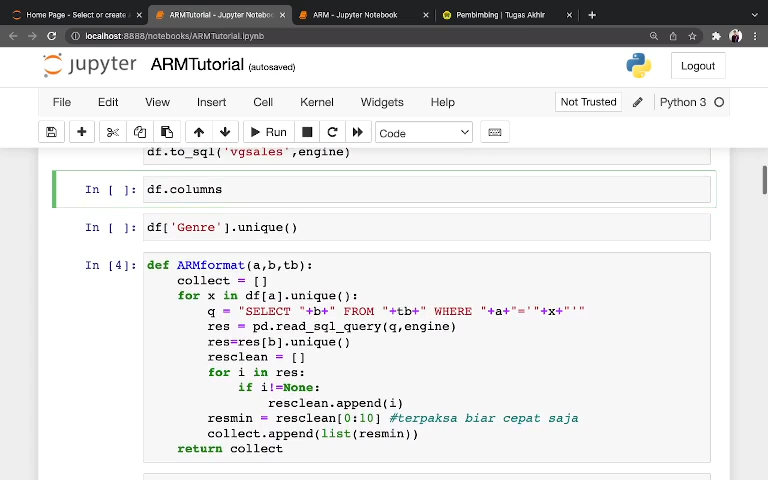 Home Page - Select or create a
ARMTutorial - Jupyter Noteboo
ARM - Jupyter Notebook
Pembimbing | Tugas Akhir
localhost:8888/notebooks/ARMTutorial.ipynb
jupyter ARMTutorial (autosaved)
Logout
File Edit View Insert Cell Kernel Widgets Help
Not Trusted
Python 3
Run
Code
df.to_sql('vgsales',engine)
In [ ]: df.columns
In [ ]: df['Genre'].unique()
In [4]: def ARMformat(a,b,tb):
    collect = []
    for x in df[a].unique():
        q = "SELECT "+b+" FROM "+tb+" WHERE "+a+"='"+x+"'"
        res = pd.read_sql_query(q,engine)
        res=res[b].unique()
        resclean = []
        for i in res:
            if i!=None:
                resclean.append(i)
        resmin = resclean[0:10] #terpaksa biar cepat saja
        collect.append(list(resmin))
    return collect